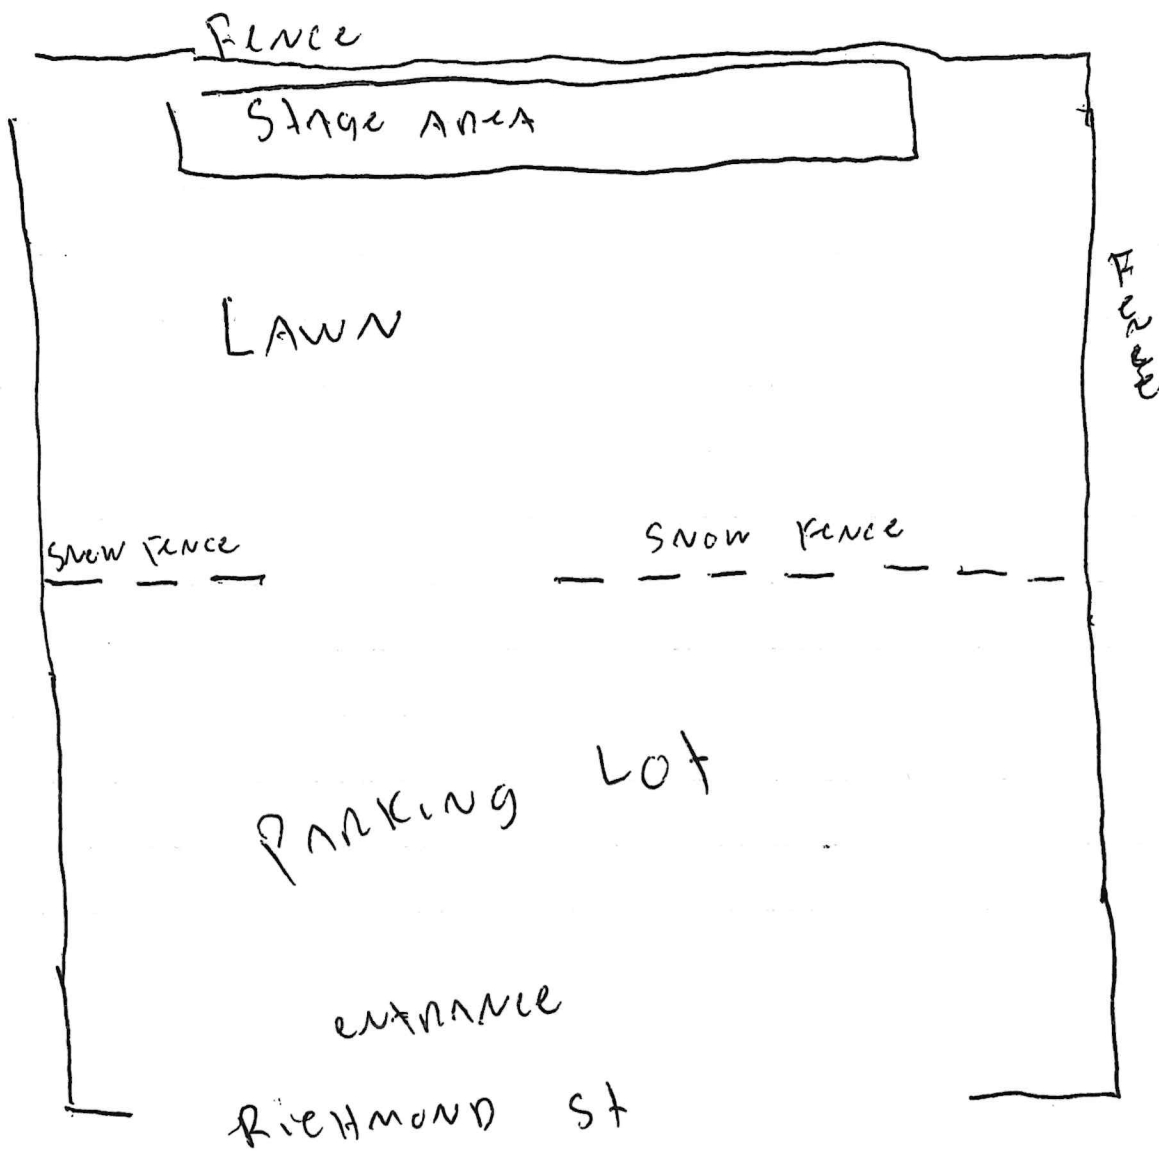 Fence
Stage Area
Fence
LAWN
Snow Fence
Snow Fence
Parking Lot
entrance
Richmond St